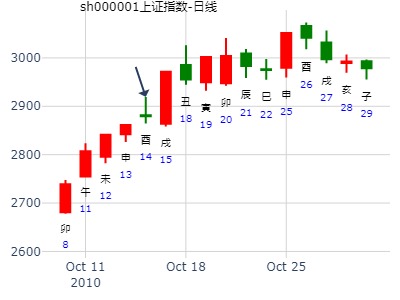 sh000001上证指数-日线
3000
2900
2800
2700
2600
卯
8
午
11
未
12
申
13
酉
14
戌
15
丑
18
寅
19
卯
20
辰
21
巳
22
申
25
酉
26
戌
27
亥
28
子
29
Oct 11
2010
Oct 18
Oct 25